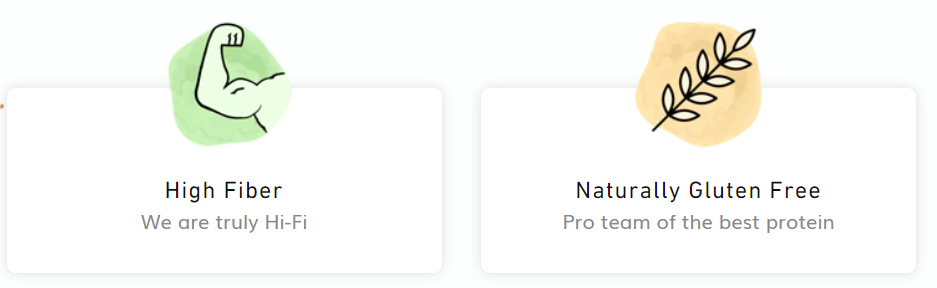 High Fiber
We are truly Hi-Fi
Naturally Gluten Free
Pro team of the best protein